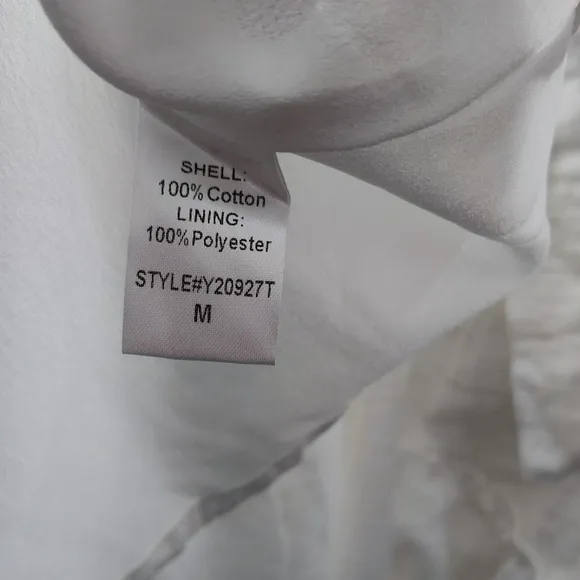 SHELL:
100%Cotton
LINING:
100%Polyester
STYLE#Y20927T
M